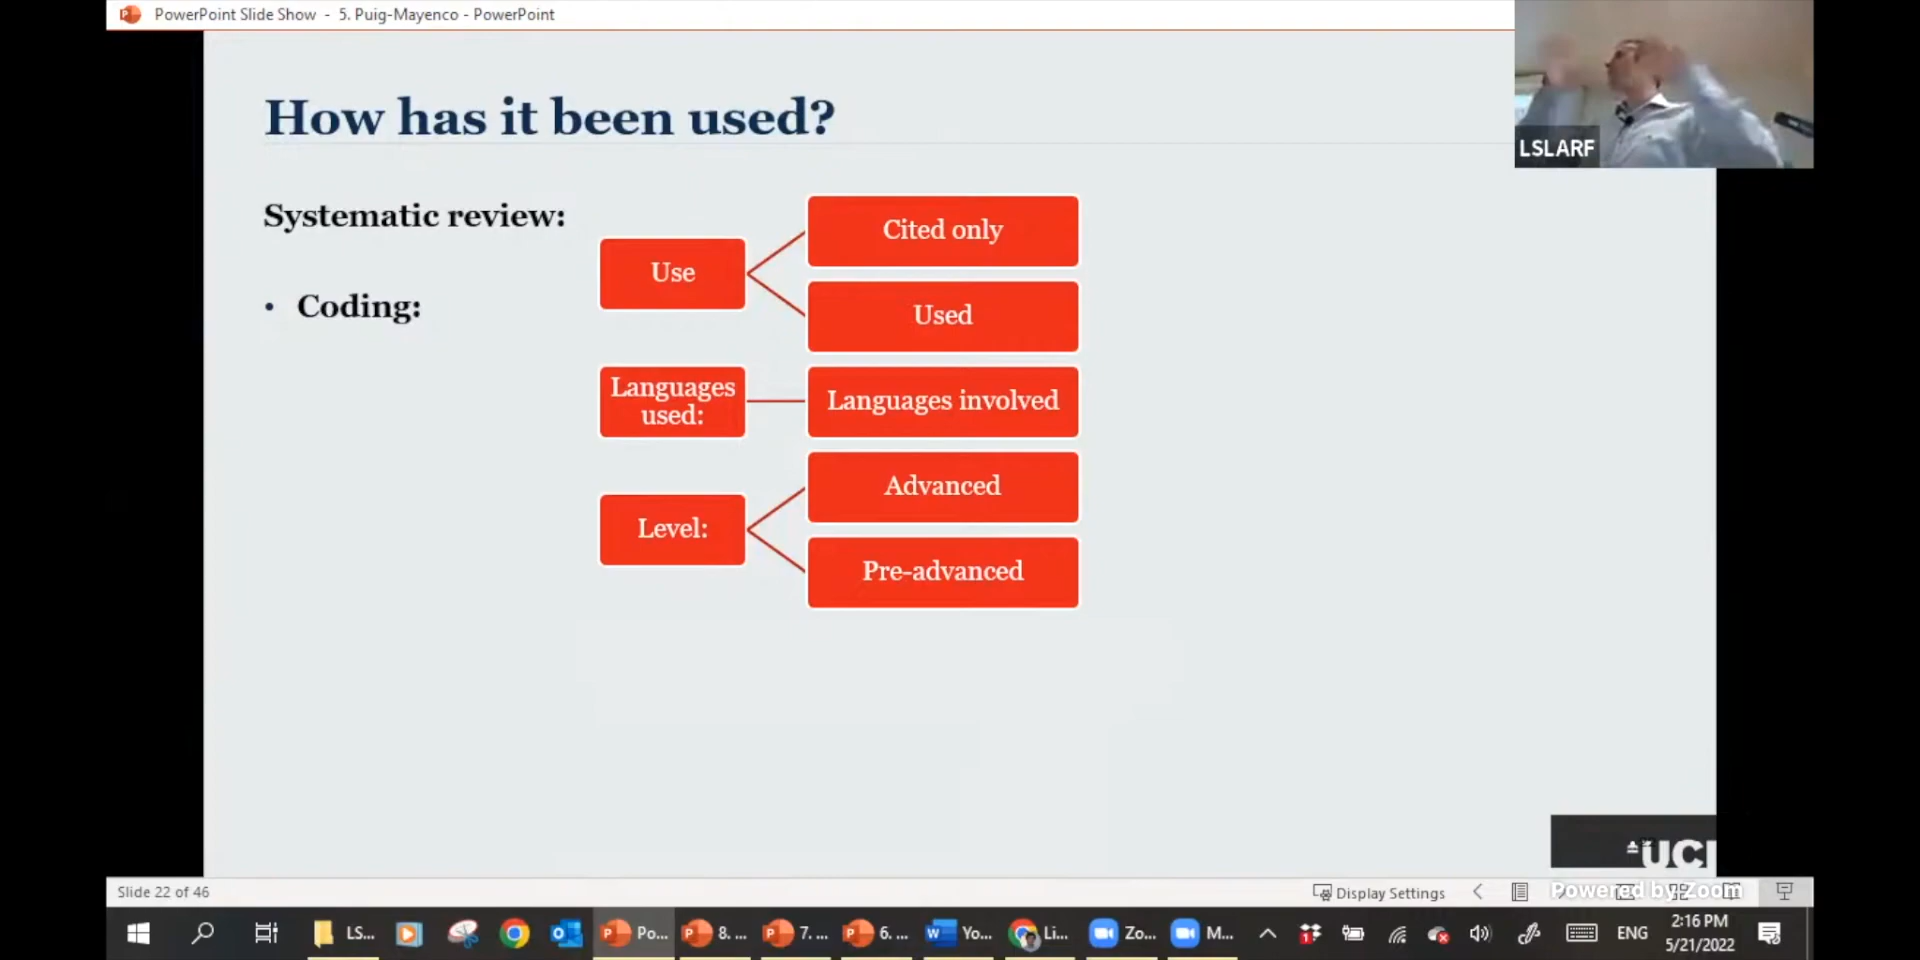 PowerPoint Slide Show - 5. Puig-Mayenco - PowerPoint
LSLARF
How has it been used?
Systematic review:
• Coding:
Use
Cited only
Used
Languages
used:
Languages involved
Level:
Advanced
Pre-advanced
UCL
Slide 22 of 46
Display Settings
Powered by Zoom
LS...
Po...
8. ...
7. ...
6. ...
Yo...
Li...
Zo...
M...
ENG
2:16 PM
5/21/2022